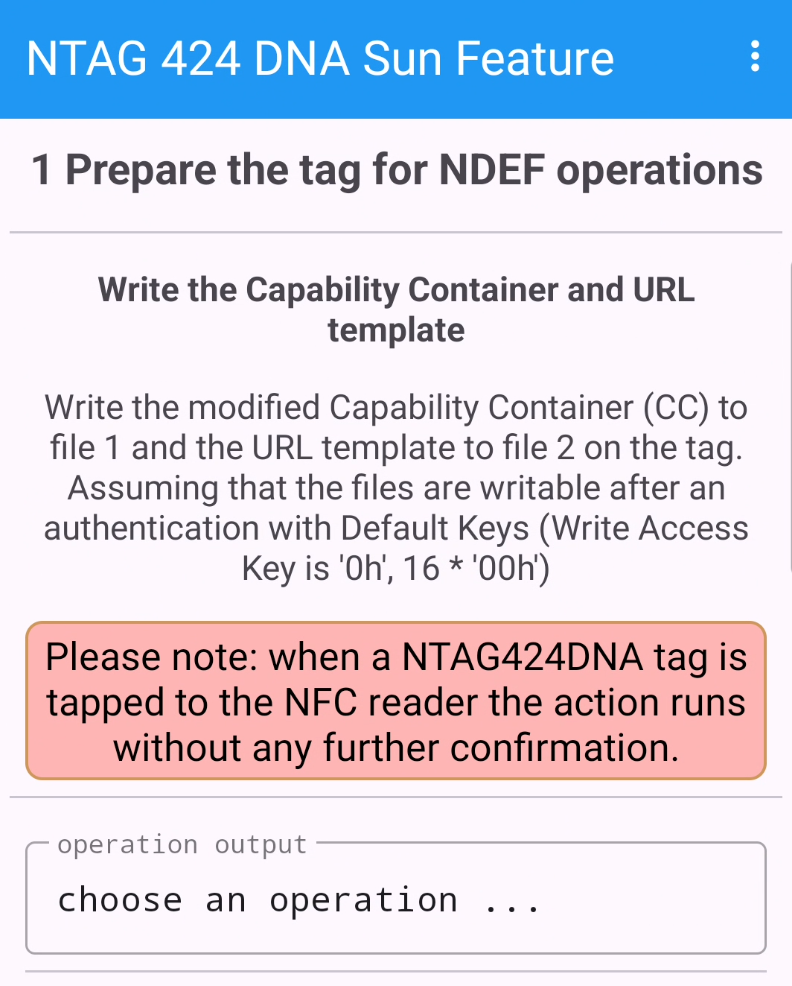 NTAG 424 DNA Sun Feature
1 Prepare the tag for NDEF operations
Write the Capability Container and URL
template
Write the modified Capability Container (CC) to
file 1 and the URL template to file 2 on the tag.
Assuming that the files are writable after an
authentication with Default Keys (Write Access
Key is '0h', 16 * '00h')
Please note: when a NTAG424DNA tag is
tapped to the NFC reader the action runs
without any further confirmation.
operation output
choose an operation ...